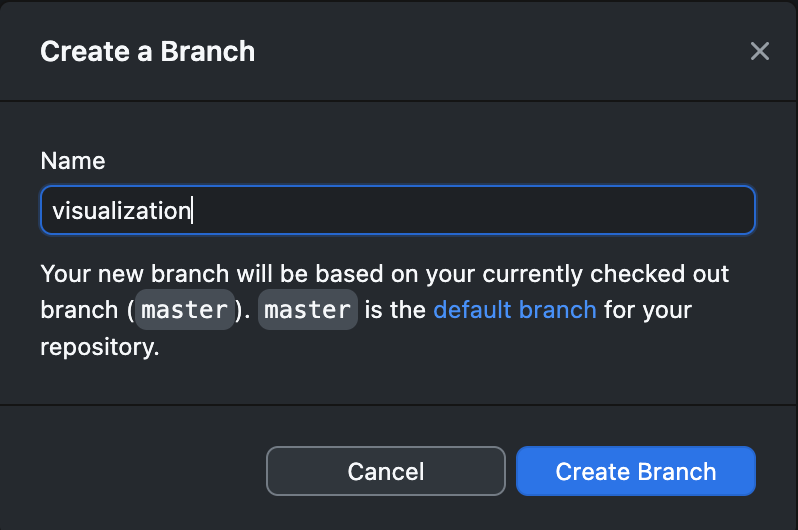 Create a Branch
Name
visualization
Your new branch will be based on your currently checked out
branch (master). master is the default branch for your
repository.
Cancel
Create Branch